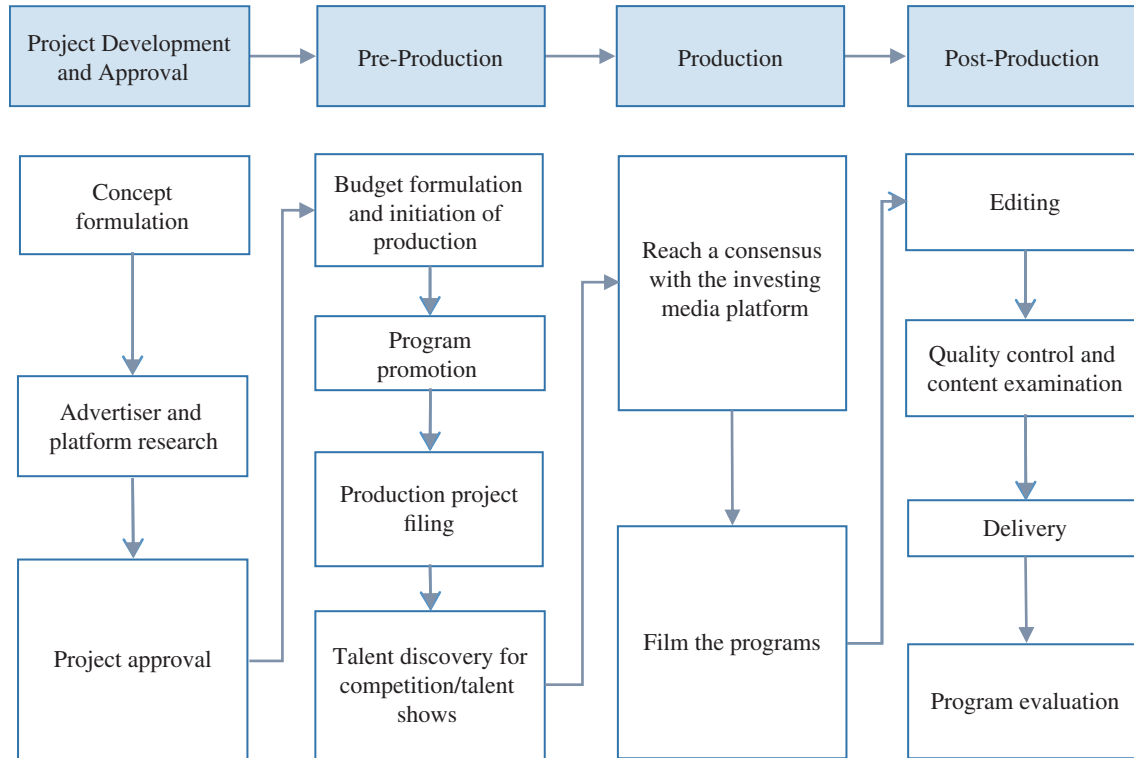 Project Development
and Approval
Pre-Production
Production
Post-Production
Concept
formulation
Advertiser and
platform research
Project approval
Budget formulation
and initiation of
production
Program
promotion
Production project
filing
Talent discovery for
competition/talent
shows
Reach a consensus
with the investing
media platform
Film the programs
Editing
Quality control and
content examination
Delivery
Program evaluation